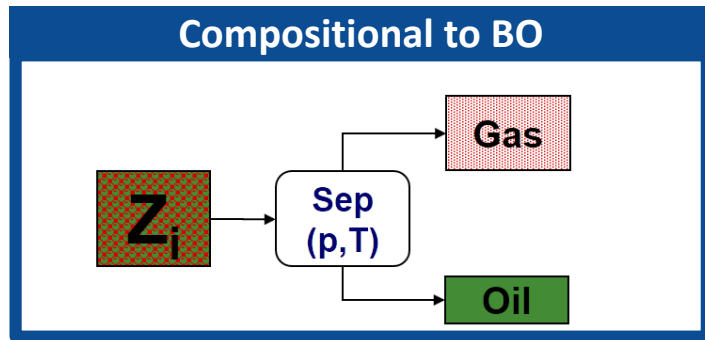 Compositional to BO
Gas
Zi
Sep
(p,T)
Oil